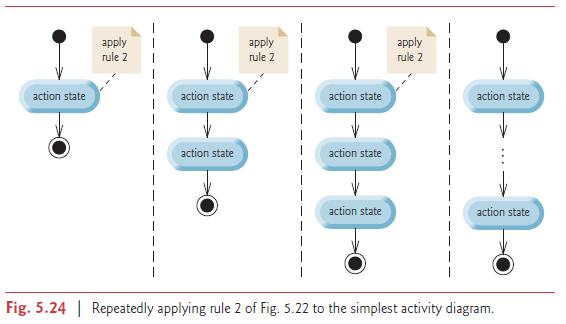 apply
rule 2
action state
apply
rule 2
action state
action state
apply
rule 2
action state
action state
action state
action state
action state
Fig. 5.24 | Repeatedly applying rule 2 of Fig. 5.22 to the simplest activity diagram.